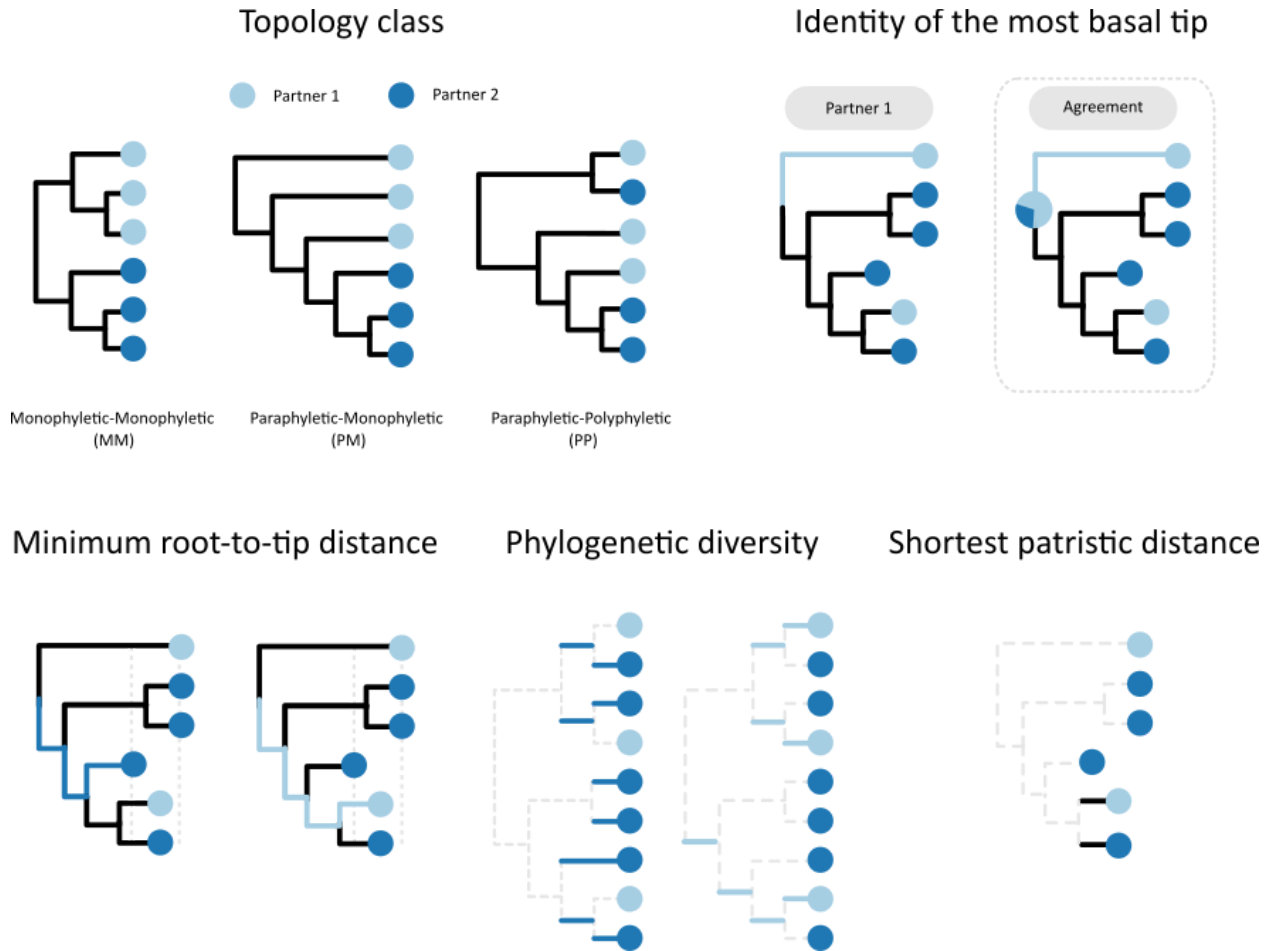 Topology class
Identity of the most basal tip
Partner 1
Partner 2
Partner 1
Agreement
Monophyletic-Monophyletic
(MM)
Paraphyletic-Monophyletic
(PM)
Paraphyletic-Polyphyletic
(PP)
Minimum root-to-tip distance
Phylogenetic diversity
Shortest patristic distance